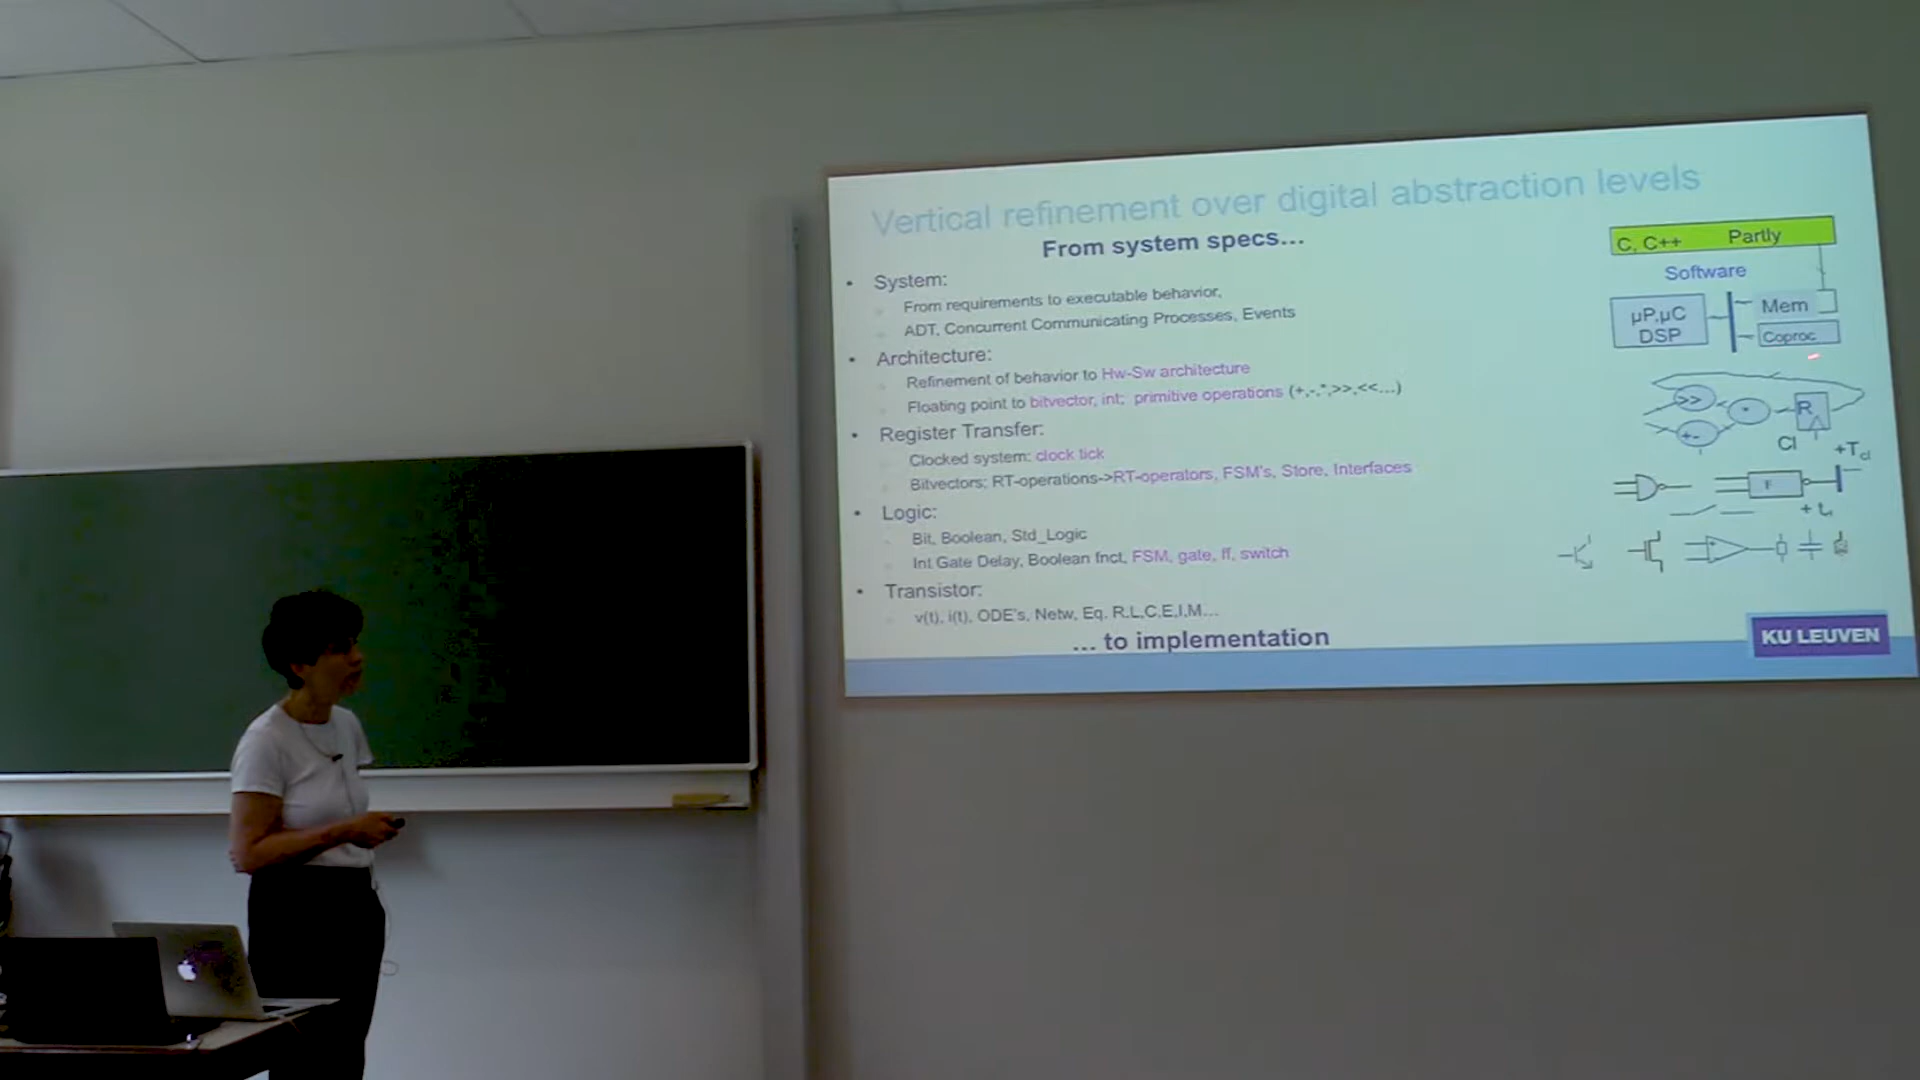 Vertical refinement over digital abstraction levels
From system specs...
• System:
From requirements to executable behavior,
ADT, Concurrent Communicating Processes, Events
• Architecture:
Refinement of behavior to Hw-Sw architecture
Floating point to bitvector, int; primitive operations (+,-,*,>>,<<...)
• Register Transfer:
Clocked system: clock tick
Bitvectors; RT-operations->RT-operators, FSM's, Store, Interfaces
• Logic:
Bit, Boolean, Std_Logic
Int Gate Delay, Boolean fnct, FSM, gate, ff, switch
• Transistor:
v(t), i(t), ODE's, Netw, Eq. R.L,C,E,I,M...
... to implementation
C, C++ Partly
Software
µP,µC
DSP
Mem
Coproc
>>
+-
R
Cl
F
KU LEUVEN